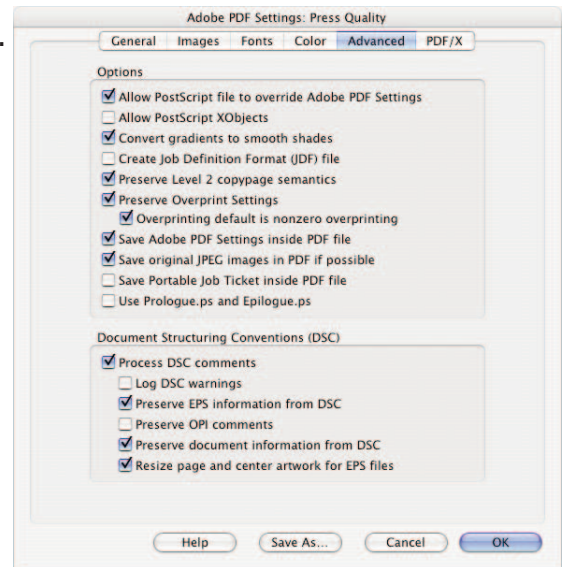 Adobe PDF Settings: Press Quality
General Images Fonts Color Advanced PDF/X
Options
Allow PostScript file to override Adobe PDF Settings
Allow PostScript XObjects
Convert gradients to smooth shades
Create Job Definition Format (JDF) file
Preserve Level 2 copypage semantics
Preserve Overprint Settings
Overprinting default is nonzero overprinting
Save Adobe PDF Settings inside PDF file
Save original JPEG images in PDF if possible
Save Portable Job Ticket inside PDF file
Use Prologue.ps and Epilogue.ps
Document Structuring Conventions (DSC)
Process DSC comments
Log DSC warnings
Preserve EPS information from DSC
Preserve OPI comments
Preserve document information from DSC
Resize page and center artwork for EPS files
Help Save As... Cancel OK